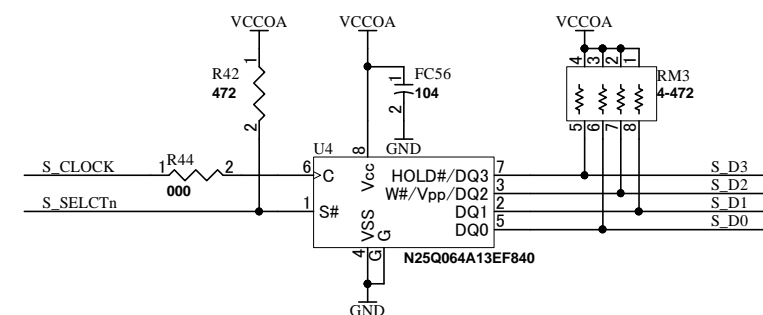 VCCOA VCCOA VCCOA
R42
472
1
2
FC56
104
1
2
GND
4 3 2 1
RM3
4-472
5 6 7 8
U4
8
S_CLOCK
1 R44 2
000
6
C
Vcc
HOLD#/DQ3
7
S_D3
W#/Vpp/DQ2
3
S_D2
S_SELCTn
1
S#
DQ1
2
S_D1
DQ0
5
S_D0
VSS
G
4
G
N25Q064A13EF840
GND